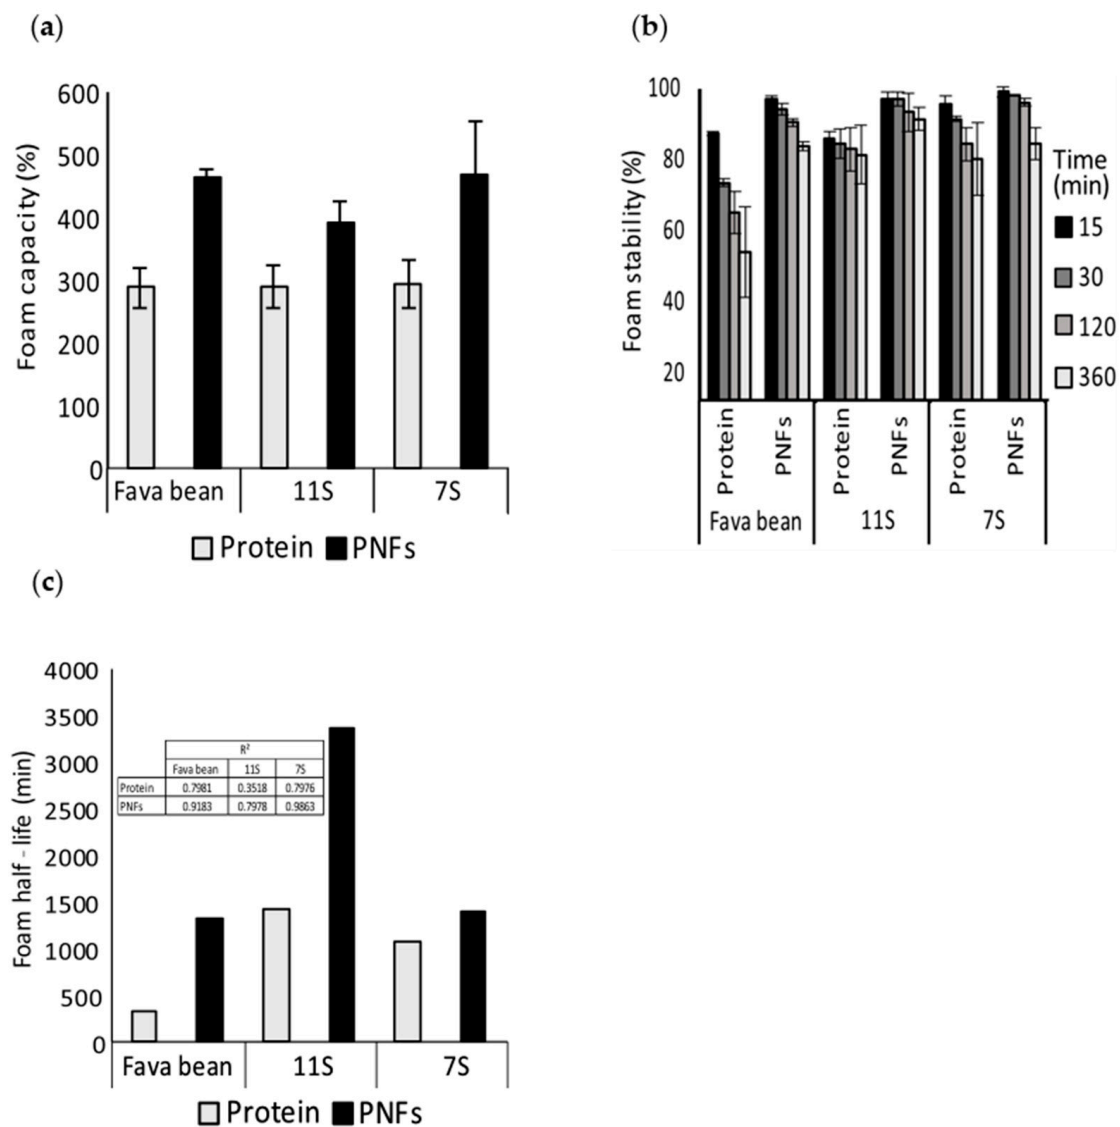 (a)
600
500
400
300
200
100
0
Foam capacity (%)
Fava bean 11S 7S
Protein PNFs
(b)
100
80
60
40
20
Foam stability (%)
Time
(min)
15
30
120
360
Protein PNFs Protein PNFs Protein PNFs
Fava bean 11S 7S
(c)
4000
3500
3000
2500
2000
1500
1000
500
0
Foam half - life (min)
R²
Fava bean 11S 7S
Protein 0.7981 0.3518 0.7976
PNFs 0.9183 0.7978 0.9863
Fava bean 11S 7S
Protein PNFs